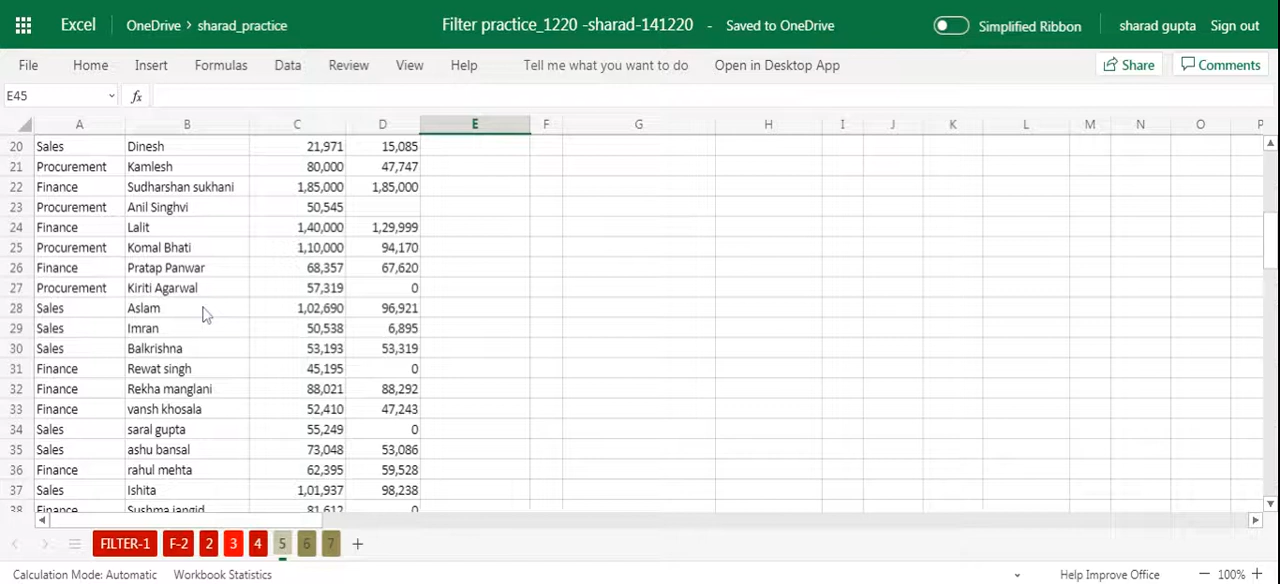 Excel OneDrive > sharad_practice Filter practice_1220 -sharad-141220 - Saved to OneDrive Simplified Ribbon sharad gupta Sign out
File Home Insert Formulas Data Review View Help Tell me what you want to do Open in Desktop App Share Comments
E45 fx
A B C D E F G H I J K L M N O P
20 Sales Dinesh 21,971 15,085
21 Procurement Kamlesh 80,000 47,747
22 Finance Sudharshan sukhani 1,85,000 1,85,000
23 Procurement Anil Singhvi 50,545
24 Finance Lalit 1,40,000 1,29,999
25 Procurement Komal Bhati 1,10,000 94,170
26 Finance Pratap Panwar 68,357 67,620
27 Procurement Kiriti Agarwal 57,319 0
28 Sales Aslam 1,02,690 96,921
29 Sales Imran 50,538 6,895
30 Sales Balkrishna 53,193 53,319
31 Finance Rewat singh 45,195 0
32 Finance Rekha manglani 88,021 88,292
33 Finance vansh khosala 52,410 47,243
34 Sales saral gupta 55,249 0
35 Sales ashu bansal 73,048 53,086
36 Finance rahul mehta 62,395 59,528
37 Sales Ishita 1,01,937 98,238
38 Finance Sushma jangid 81,612 0
FILTER-1 F-2 2 3 4 5 6 7 +
Calculation Mode: Automatic Workbook Statistics Help Improve Office − 100% +